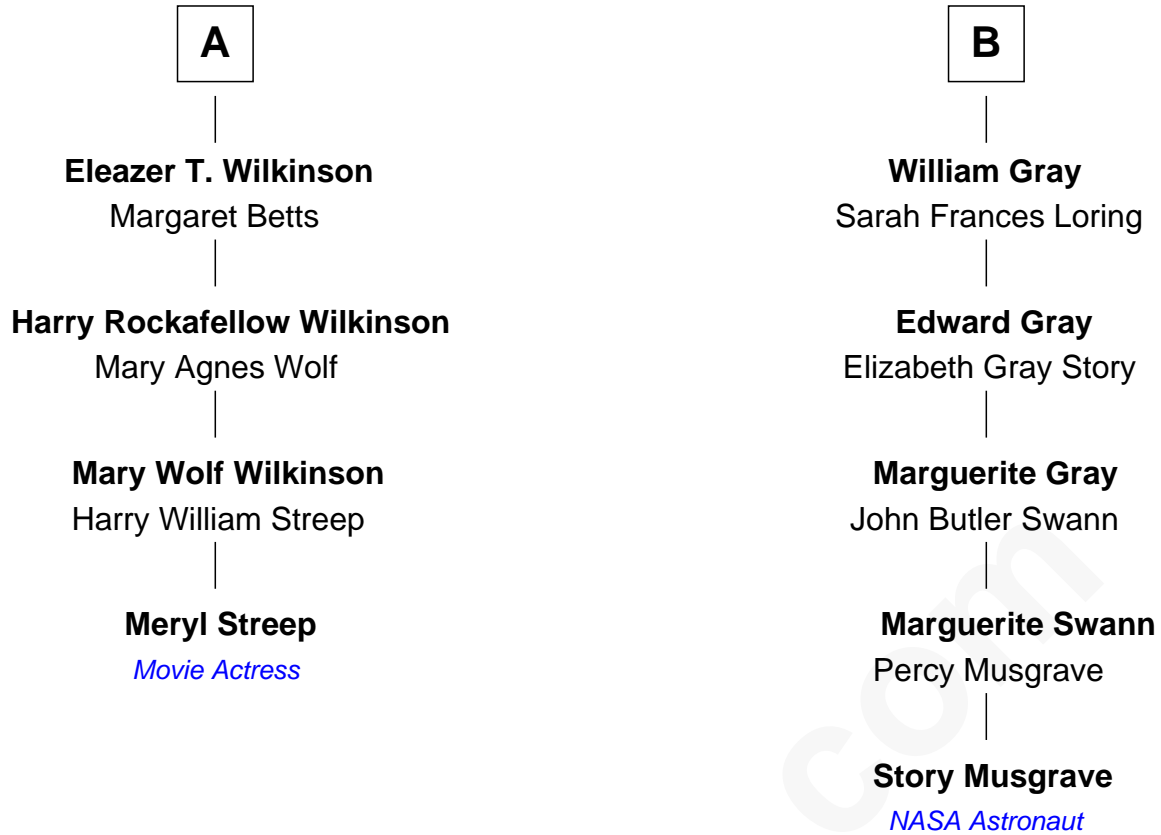 A
Eleazer T. Wilkinson
Margaret Betts
Harry Rockafellow Wilkinson
Mary Agnes Wolf
Mary Wolf Wilkinson
Harry William Streep
Meryl Streep
Movie Actress
B
William Gray
Sarah Frances Loring
Edward Gray
Elizabeth Gray Story
Marguerite Gray
John Butler Swann
Marguerite Swann
Percy Musgrave
Story Musgrave
NASA Astronaut
com